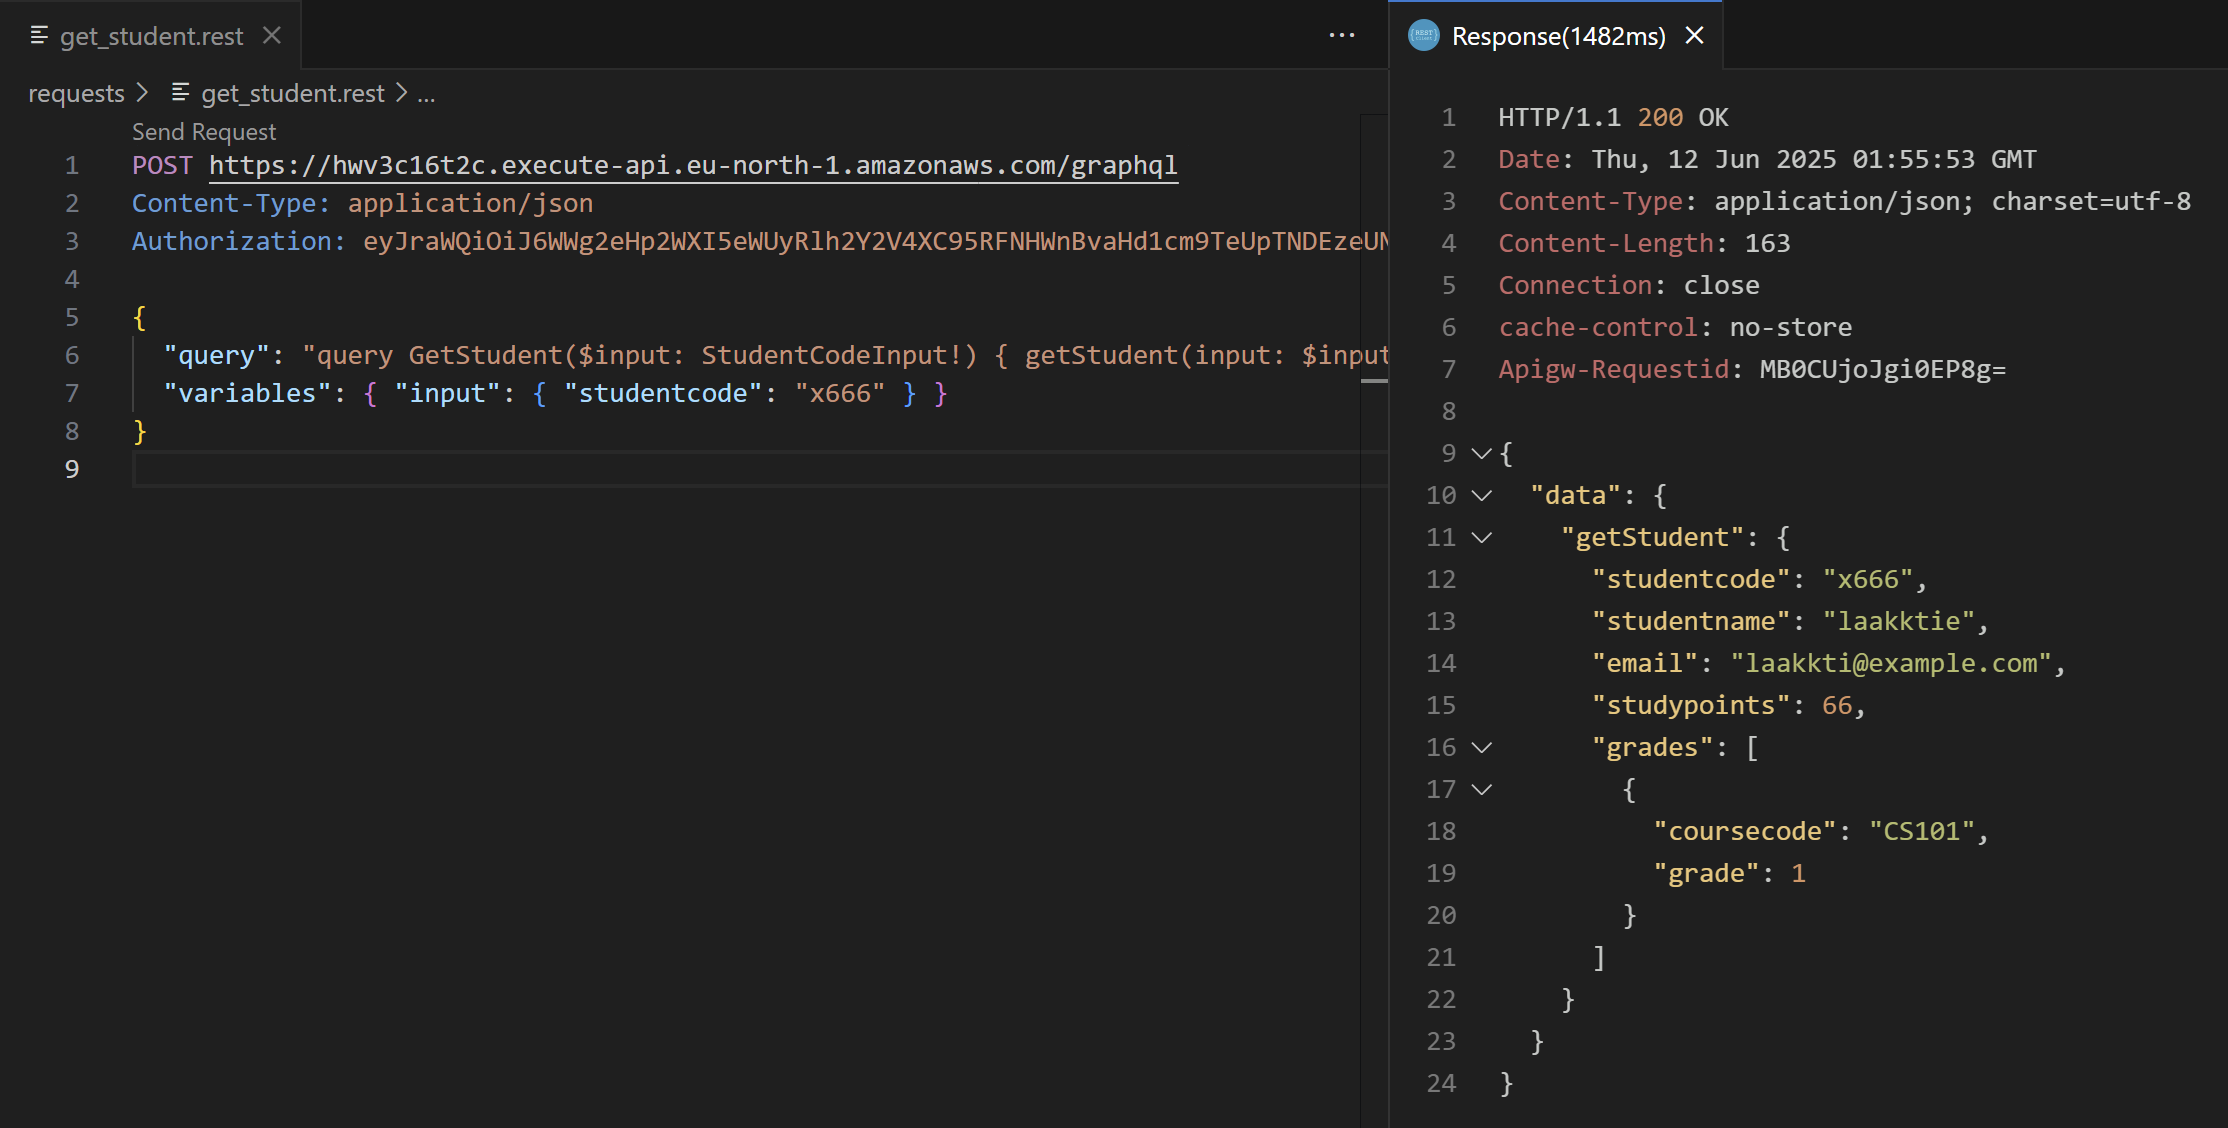 get_student.rest
requests > get_student.rest > ...
Send Request
1 POST https://hwv3c16t2c.execute-api.eu-north-1.amazonaws.com/graphql
2 Content-Type: application/json
3 Authorization: eyJraWQiOiJ6WWg2eHp2WXI5eWUyRlh2Y2V4XC95RFNHWnBvaHd1cm9TeUpTNDEzeUN
4
5 {
6 "query": "query GetStudent($input: StudentCodeInput!) { getStudent(input: $input
7 "variables": { "input": { "studentcode": "x666" } }
8 }
9
Response(1482ms)
1 HTTP/1.1 200 OK
2 Date: Thu, 12 Jun 2025 01:55:53 GMT
3 Content-Type: application/json; charset=utf-8
4 Content-Length: 163
5 Connection: close
6 cache-control: no-store
7 Apigw-Requestid: MB0CUjoJgi0EP8g=
8
9 {
10 "data": {
11 "getStudent": {
12 "studentcode": "x666",
13 "studentname": "laakktie",
14 "email": "laakkti@example.com",
15 "studypoints": 66,
16 "grades": [
17 {
18 "coursecode": "CS101",
19 "grade": 1
20 }
21 ]
22 }
23 }
24 }